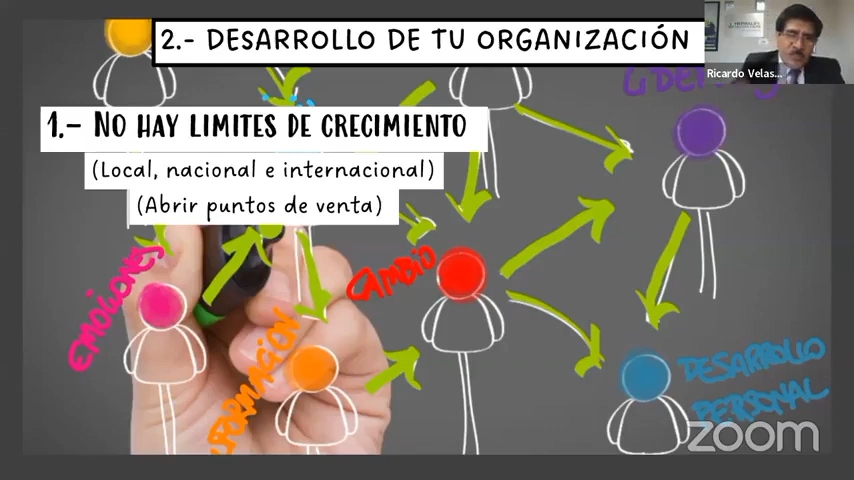 2.- DESARROLLO DE TU ORGANIZACIÓN
Ricardo Velas...
1.- NO HAY LIMITES DE CRECIMIENTO
(Local, nacional e internacional)
(Abrir puntos de venta)
EMOCIONES
CAMBIO
DESARROLLO
PERSONAL
zoom